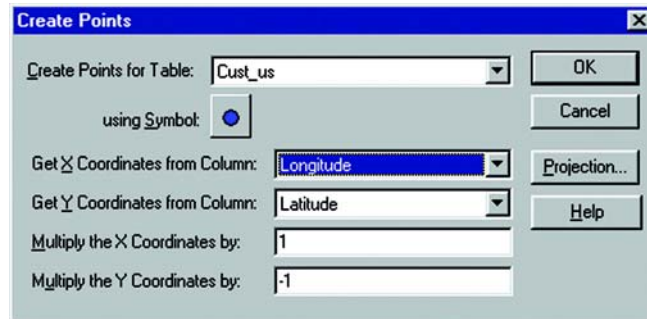 Create Points
Create Points for Table: Cust_us
OK
using Symbol:
Cancel
Get X Coordinates from Column: Longitude
Projection...
Get Y Coordinates from Column: Latitude
Help
Multiply the X Coordinates by: 1
Multiply the Y Coordinates by: -1